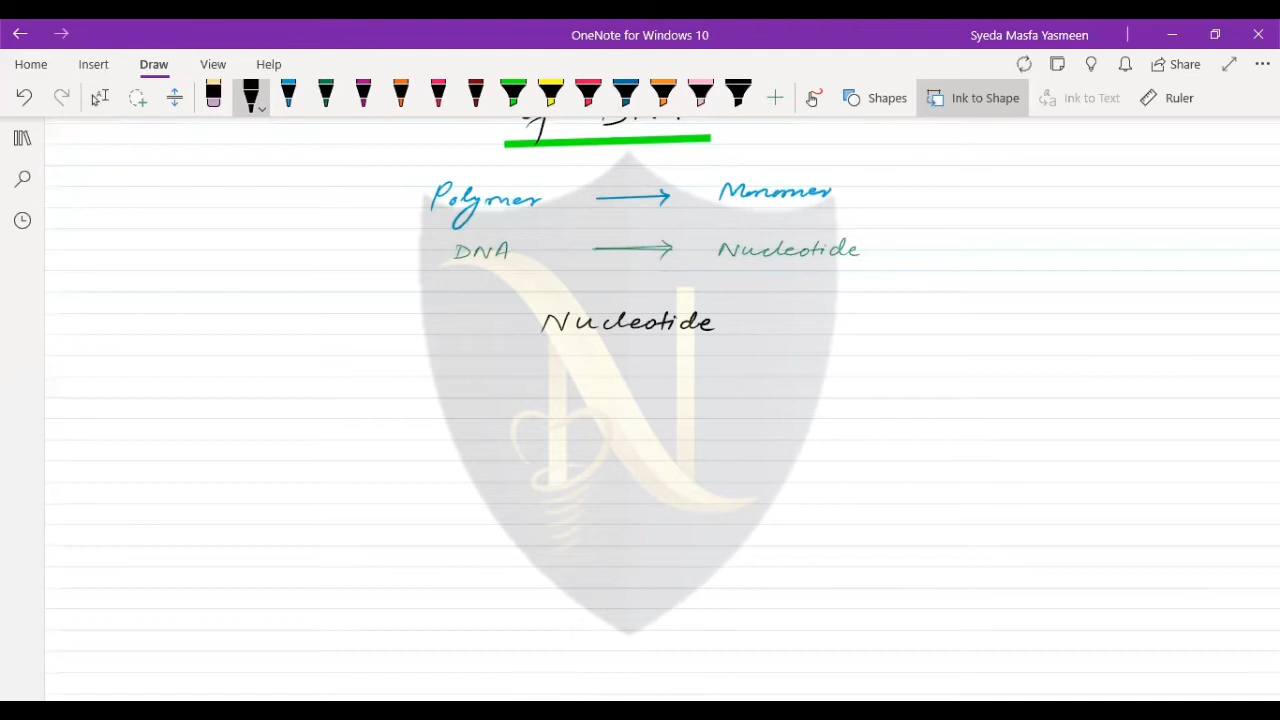 OneNote for Windows 10
Syeda Masfa Yasmeen
Home Insert Draw View Help
Share
Shapes Ink to Shape Ink to Text Ruler
Polymer → Monomer
DNA → Nucleotide
Nucleotide
N